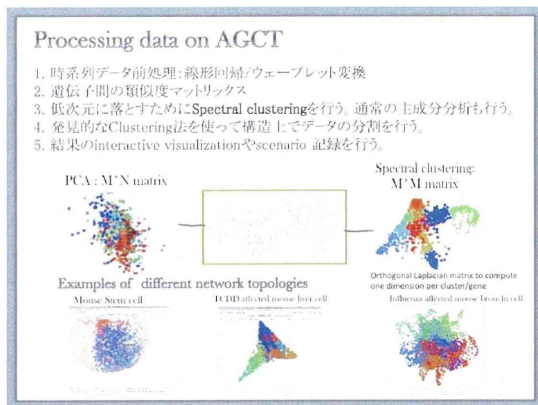 Processing data on AGCT
1. 時系列データ前処理:線形回帰/ウェーブレット変換
2. 遺伝子間の類似度マットリックス
3. 低次元に落とすためにSpectral clusteringを行う。通常の主成分分析も行う。
4. 発見的なClustering法を使って構造上でデータの分割を行う。
5. 結果のinteractive visualizationやscenario 記録を行う。
PCA : M*N matrix
Spectral clustering:
M*M matrix
Orthogonal Laplacian matrix to compute
one dimension per cluster/gene
Examples of different network topologies
Mouse Stem cell
TCDD affected mouse liver cell
Influenza affected mouse bronchi cell